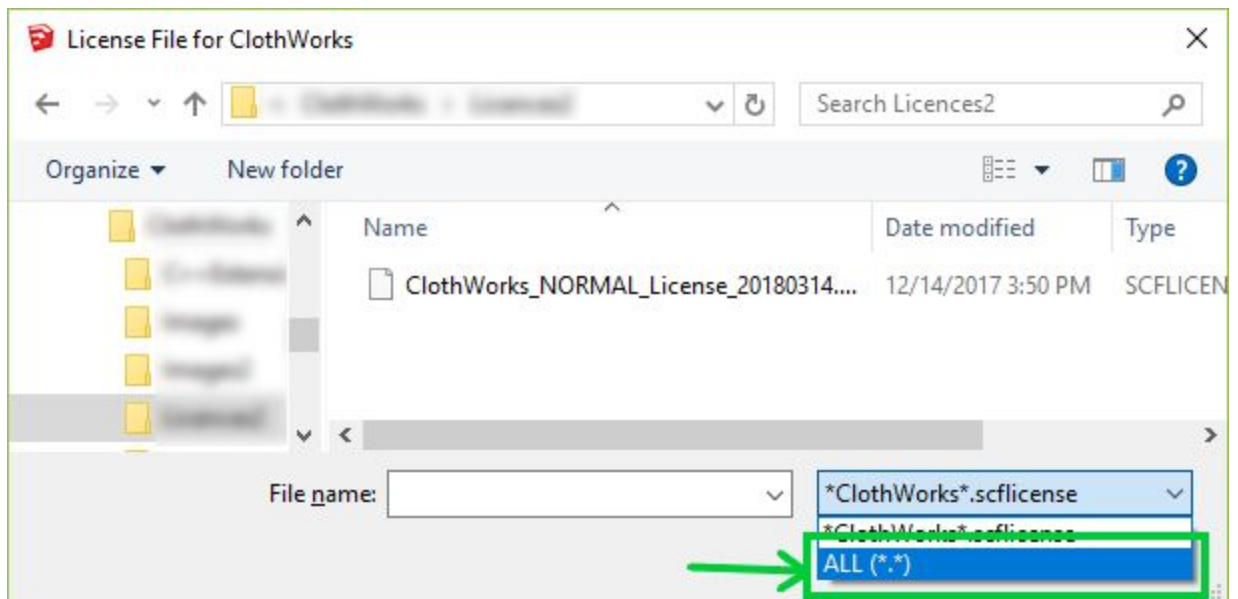 License File for ClothWorks
Search Licences2
Organize New folder
Name Date modified Type
ClothWorks_NORMAL_License_20180314.... 12/14/2017 3:50 PM SCFLICEN
File name: *ClothWorks*.scflicense
*ClothWorks*.scflicense
ALL (*.*)